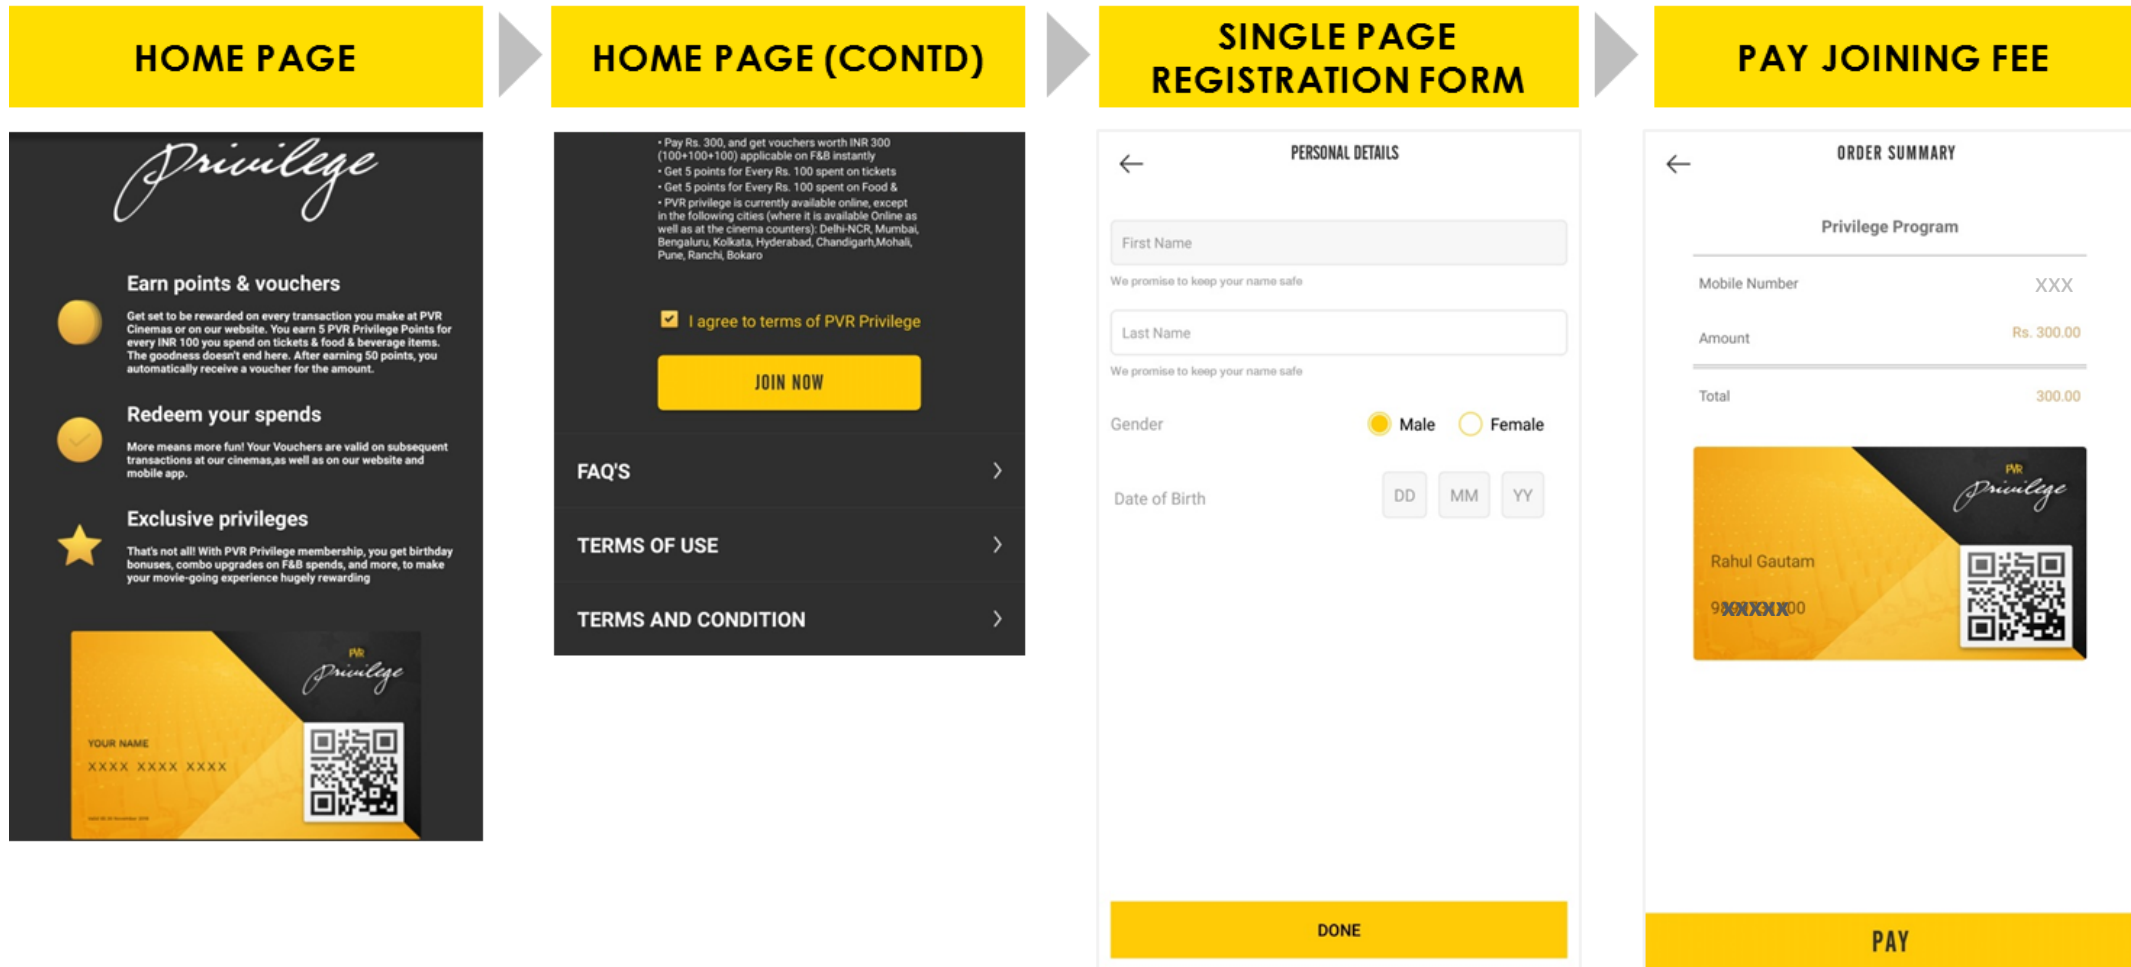 HOME PAGE
HOME PAGE (CONTD)
SINGLE PAGE
REGISTRATION FORM
PAY JOINING FEE
Privilege
Earn points & vouchers
Get set to be rewarded on every transaction you make at PVR
Cinemas or on our website. You earn 5 PVR Privilege Points for
every INR 100 you spend on tickets & food & beverage items.
The goodness doesn't end here. After earning 50 points, you
automatically receive a voucher for the amount.
Redeem your spends
More means more fun! Your Vouchers are valid on subsequent
transactions at our cinemas,as well as on our website and
mobile app.
Exclusive privileges
That's not all! With PVR Privilege membership, you get birthday
bonuses, combo upgrades on F&B spends, and more, to make
your movie-going experience hugely rewarding
PVR
Privilege
YOUR NAME
XXXX XXXX XXXX
• Pay Rs. 300, and get vouchers worth INR 300
(100+100+100) applicable on F&B instantly
• Get 5 points for Every Rs. 100 spent on tickets
• Get 5 points for Every Rs. 100 spent on Food &
• PVR privilege is currently available online, except
in the following cities (where it is available Online as
well as at the cinema counters): Delhi-NCR, Mumbai,
Bengaluru, Kolkata, Hyderabad, Chandigarh,Mohali,
Pune, Ranchi, Bokaro
I agree to terms of PVR Privilege
JOIN NOW
FAQ'S
TERMS OF USE
TERMS AND CONDITION
PERSONAL DETAILS
First Name
We promise to keep your name safe
Last Name
We promise to keep your name safe
Gender Male Female
Date of Birth DD MM YY
DONE
ORDER SUMMARY
Privilege Program
Mobile Number XXX
Amount Rs. 300.00
Total 300.00
PVR
Privilege
Rahul Gautam
PAY